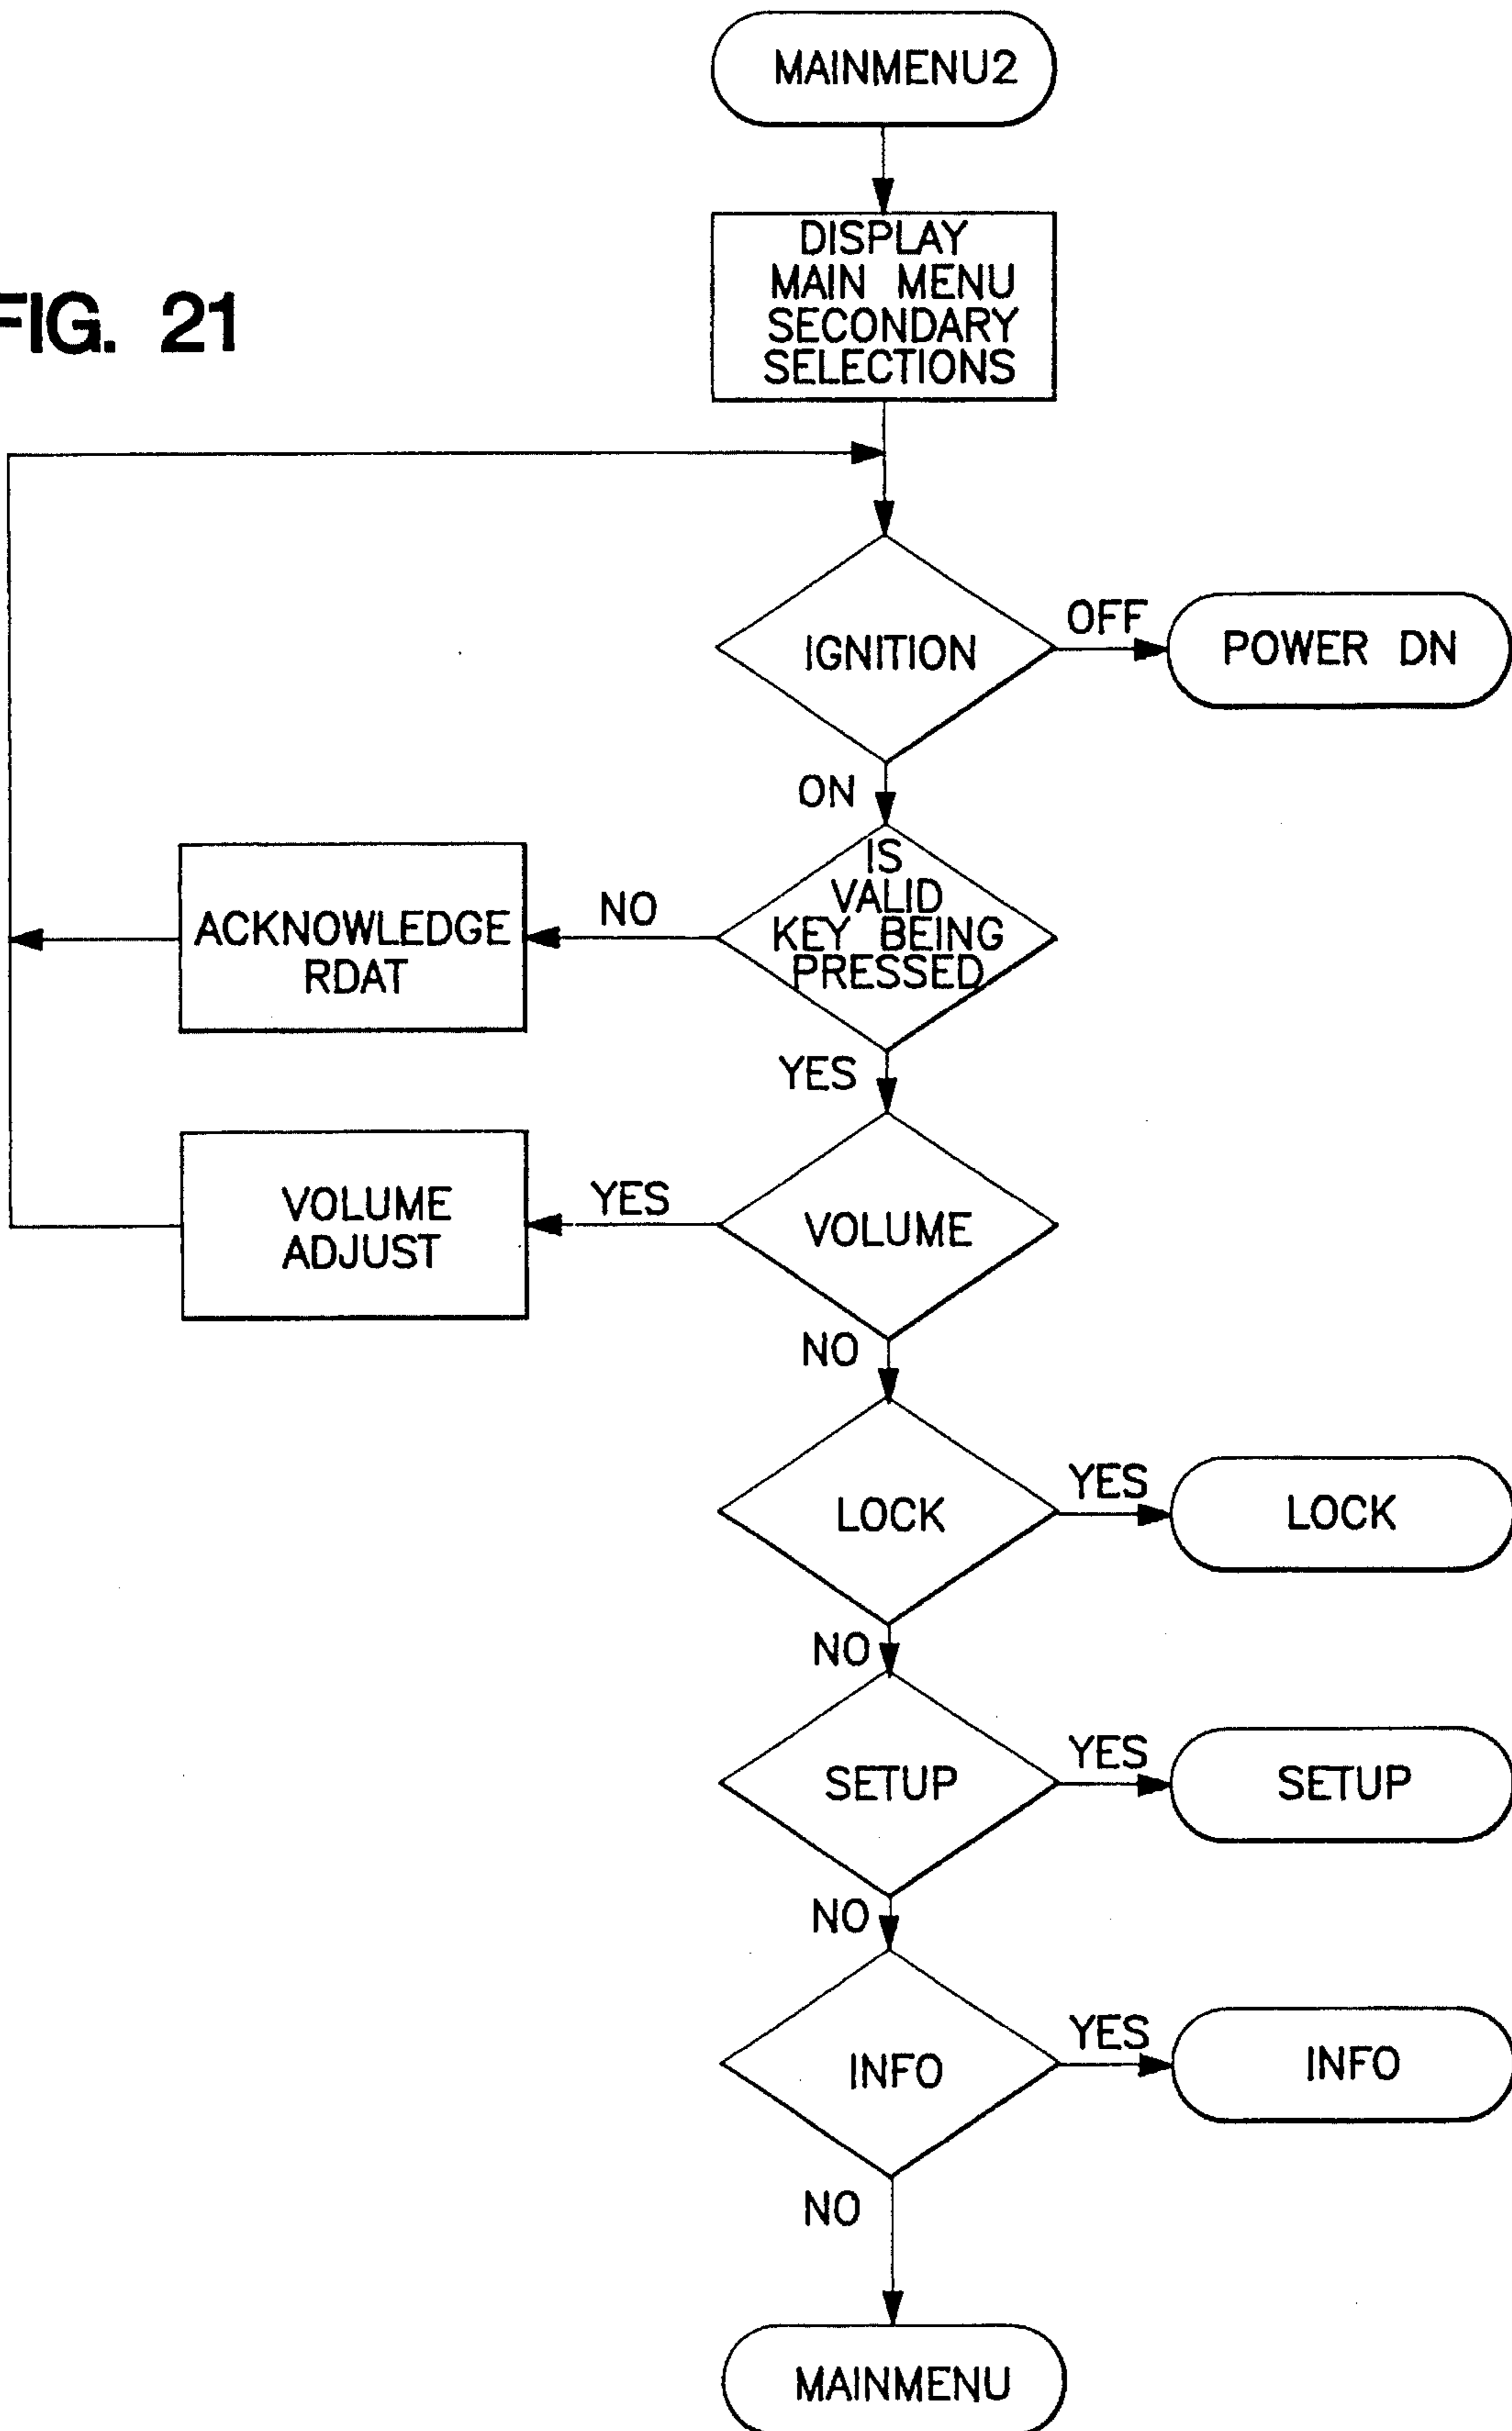 MAINMENU2
DISPLAY
MAIN MENU
SECONDARY
SELECTIONS
FIG. 21
IGNITION
OFF
POWER DN
ON
IS
VALID
KEY BEING
PRESSED
NO
ACKNOWLEDGE
RDAT
YES
VOLUME
YES
VOLUME
ADJUST
NO
LOCK
YES
LOCK
NO
SETUP
YES
SETUP
NO
INFO
YES
INFO
NO
MAINMENU